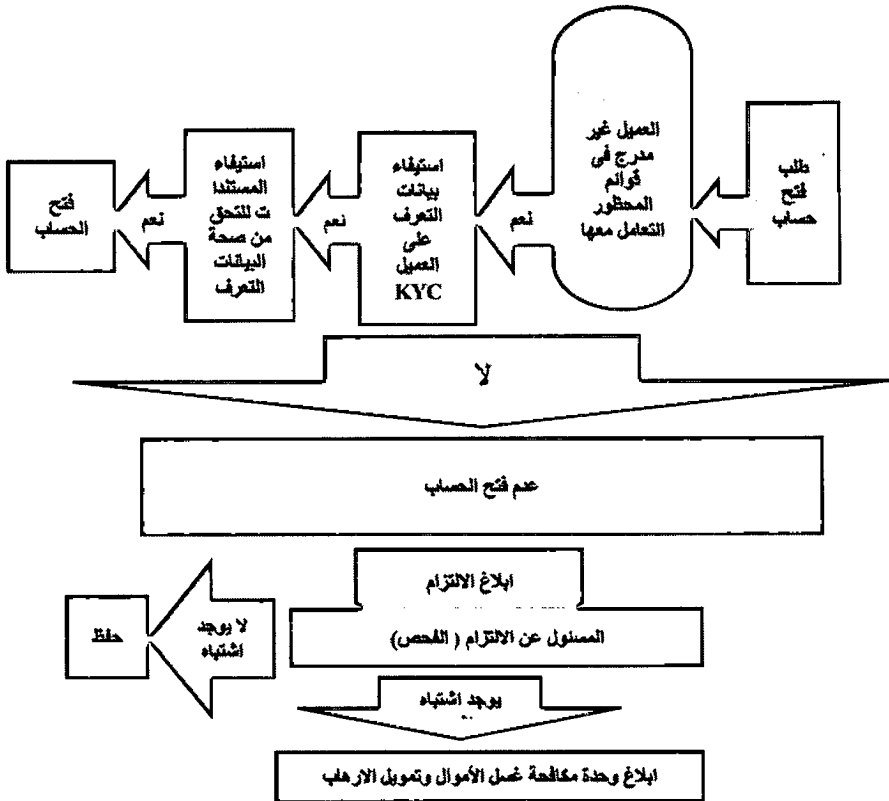 طلب
فتح
حساب
العميل غير
مدرج فى
قوائم
المحظور
التعامل معها
نعم
استيفاء
بيانات
التعرف
على
العميل
KYC
نعم
استيفاء
المستندا
ت للتحق
من صحة
البيانات
التعرف
نعم
فتح
الحساب
لا
عدم فتح الحساب
ابلاغ الالتزام
المسئول عن الالتزام ( الفحص)
لا يوجد
اشتباه
حفظ
يوجد اشتباه
ابلاغ وحدة مكافحة غسل الأموال وتمويل الارهاب